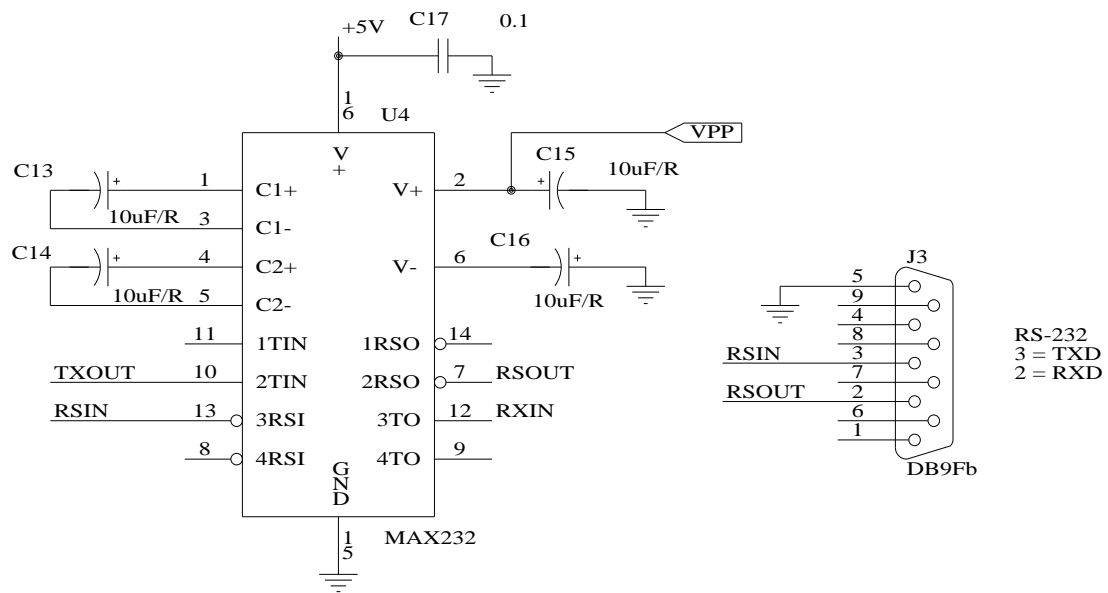 +5V
C17
0.1
1
6
U4
VPP
C13
C15
10uF/R
V
+
1
C1+
V+
2
10uF/R
3
C1-
C14
4
C2+
V-
6
C16
10uF/R
5
C2-
10uF/R
J3
5
9
4
8
RSIN
3
7
RSOUT
2
6
1
RS-232
3 = TXD
2 = RXD
DB9Fb
11
1TIN
1RSO
14
TXOUT
10
2TIN
2RSO
7
RSOUT
RSIN
13
3RSI
3TO
12
RXIN
8
4RSI
4TO
9
G
N
D
1
5
MAX232